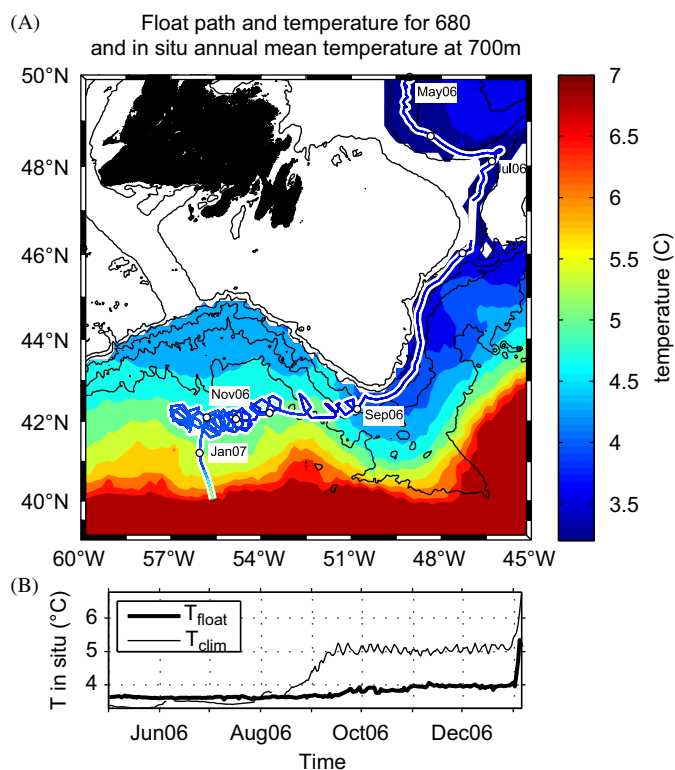 (A)
Float path and temperature for 680
and in situ annual mean temperature at 700m
50°N
48°N
46°N
44°N
42°N
40°N
60°W
57°W
54°W
51°W
48°W
45°W
May06
Jul06
Sep06
Nov06
Jan07
7
6.5
6
5.5
5
4.5
4
3.5
temperature (C)
(B)
T in situ (°C)
6
5
4
T_float
T_clim
Jun06
Aug06
Oct06
Dec06
Time